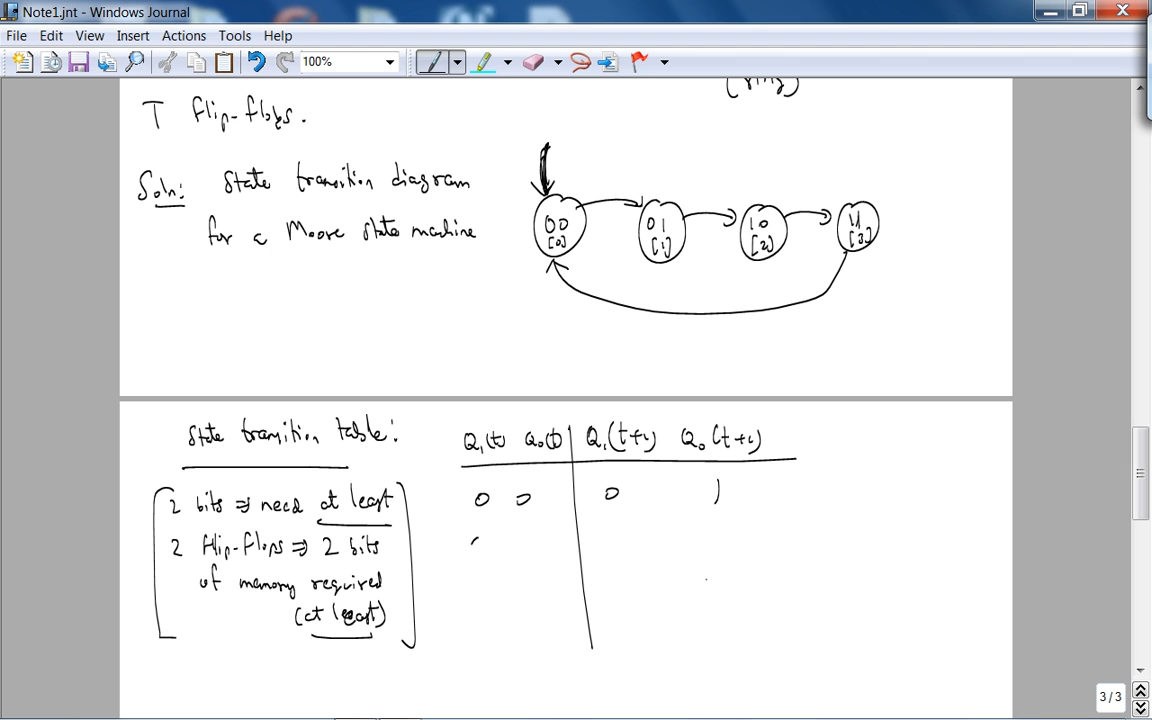 Note1.jnt - Windows Journal
File Edit View Insert Actions Tools Help
100%
(ring)
T flip-flops.
Soln: State transition diagram
for a Moore state machine
00 01 10 11
[0] [1] [2] [3]
State transition table:
Q₁(t) Q₀(t) Q₁(t+1) Q₀(t+1)
2 bits ⇒ need at least
0 0 0 1
2 flip-flops ⇒ 2 bits
of memory required
(at least)
3/3